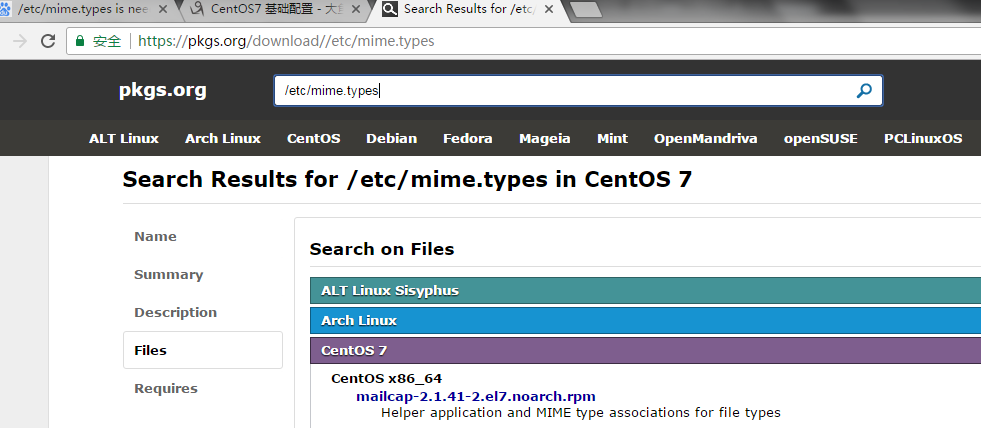 /etc/mime.types is nee
CentOS7 基础配置 - 大
Search Results for /etc/
安全 https://pkgs.org/download//etc/mime.types
pkgs.org
/etc/mime.types
ALT Linux Arch Linux CentOS Debian Fedora Mageia Mint OpenMandriva openSUSE PCLinuxOS
Search Results for /etc/mime.types in CentOS 7
Name
Summary
Description
Files
Requires
Search on Files
ALT Linux Sisyphus
Arch Linux
CentOS 7
CentOS x86_64
mailcap-2.1.41-2.el7.noarch.rpm
Helper application and MIME type associations for file types